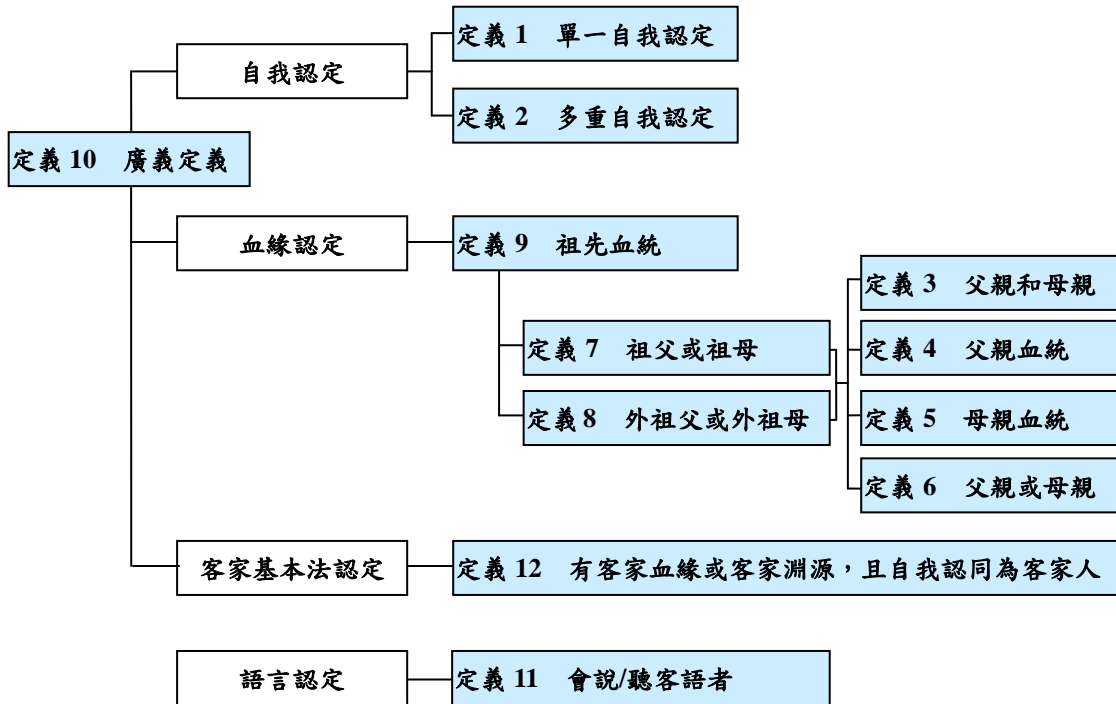 定義 1 單一自我認定
自我認定
定義 2 多重自我認定
定義 10 廣義定義
血緣認定
定義 9 祖先血統
定義 3 父親和母親
定義 7 祖父或祖母
定義 4 父親血統
定義 8 外祖父或外祖母
定義 5 母親血統
定義 6 父親或母親
客家基本法認定
定義 12 有客家血緣或客家淵源，且自我認同為客家人
語言認定
定義 11 會說/聽客語者